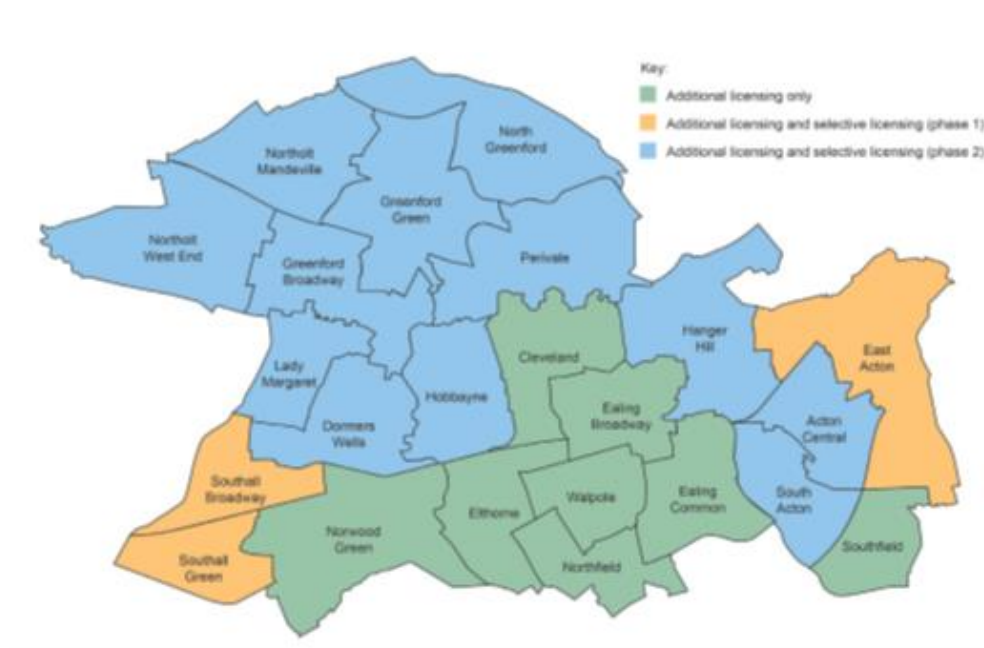 Key:
Additional licensing only
Additional licensing and selective licensing (phase 1)
Additional licensing and selective licensing (phase 2)
North
Greenford
Northolt
Mandeville
Greenford
Green
Northolt
West End
Greenford
Broadway
Perivale
Hanger
Hill
East
Acton
Cleveland
Lady
Margaret
Hobbayne
Ealing
Broadway
Dormers
Wells
Acton
Central
Southall
Broadway
Elthorne
Walpole
Ealing
Common
South
Acton
Norwood
Green
Southfield
Southall
Green
Northfield